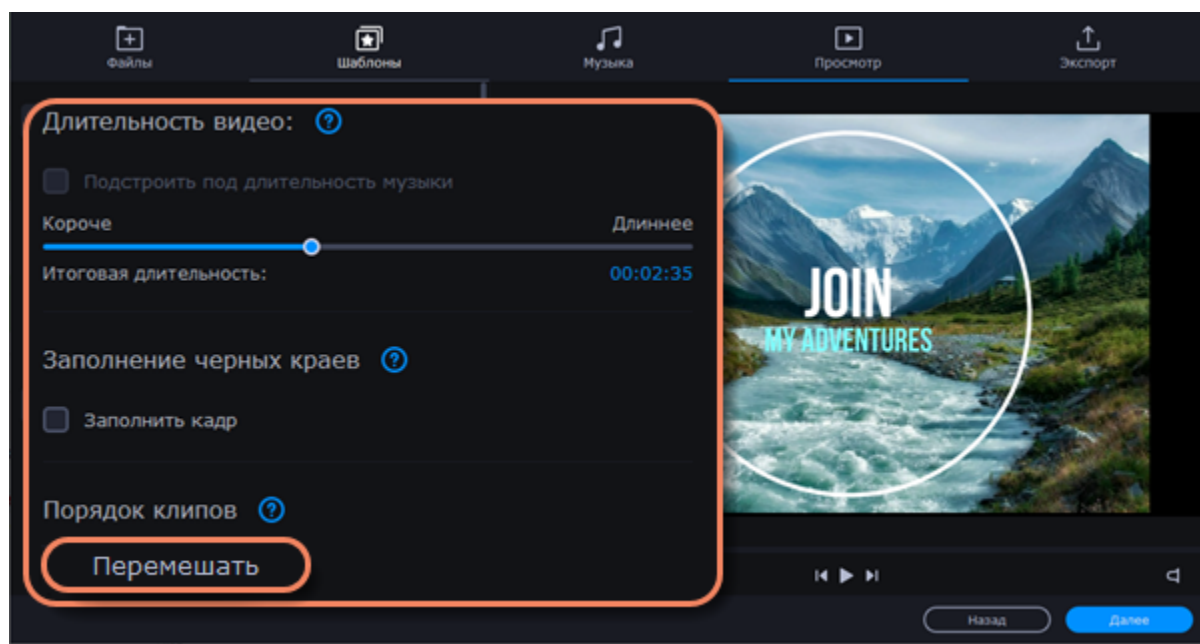 Файлы
Шаблоны
Музыка
Просмотр
Экспорт
Длительность видео: ?
Подстроить под длительность музыки
Короче
Длиннее
Итоговая длительность:
00:02:35
Заполнение черных краев ?
Заполнить кадр
Порядок клипов ?
Перемешать
JOIN
MY ADVENTURES
Назад
Далее